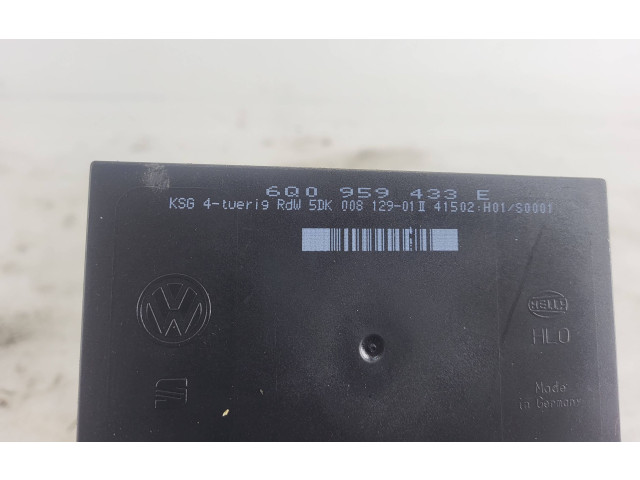 6Q0 959 433 E
KSG 4-tuerig RdW 5DK 008 129-01 II 41502:H01/S0001
HELLA
HLO
Made
in Germany